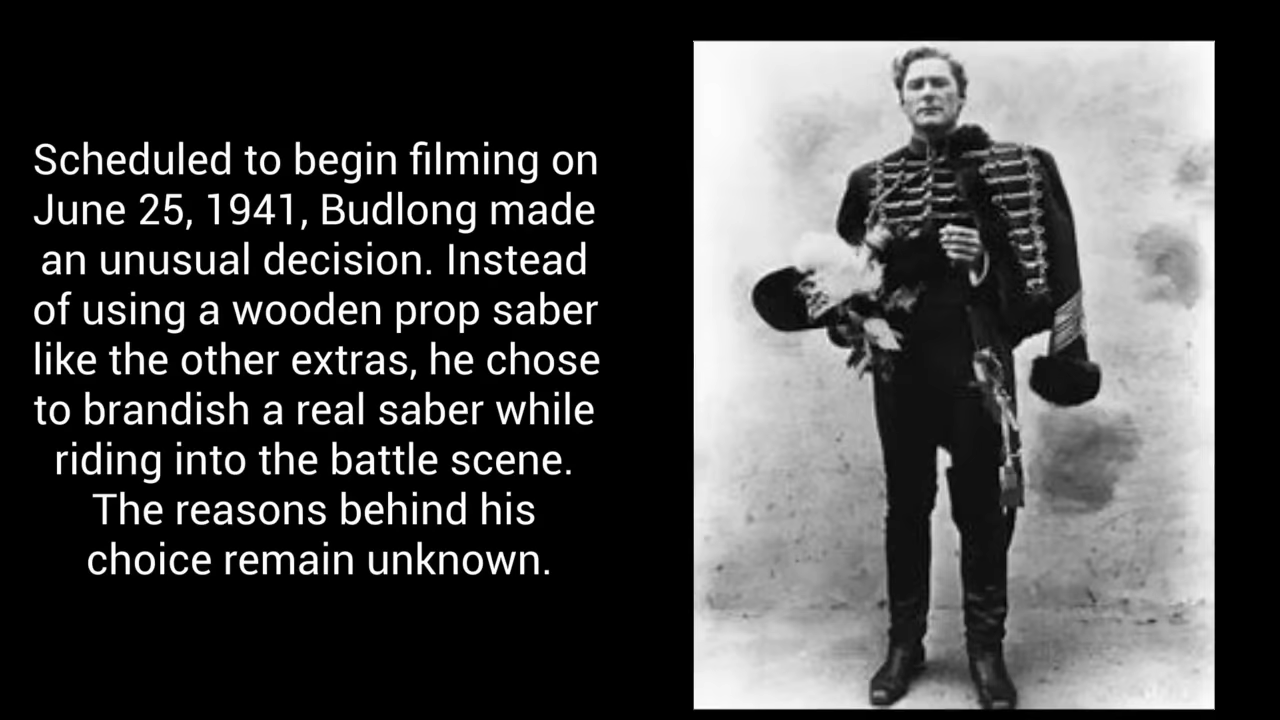 Scheduled to begin filming on
June 25, 1941, Budlong made
an unusual decision. Instead
of using a wooden prop saber
like the other extras, he chose
to brandish a real saber while
riding into the battle scene.
The reasons behind his
choice remain unknown.